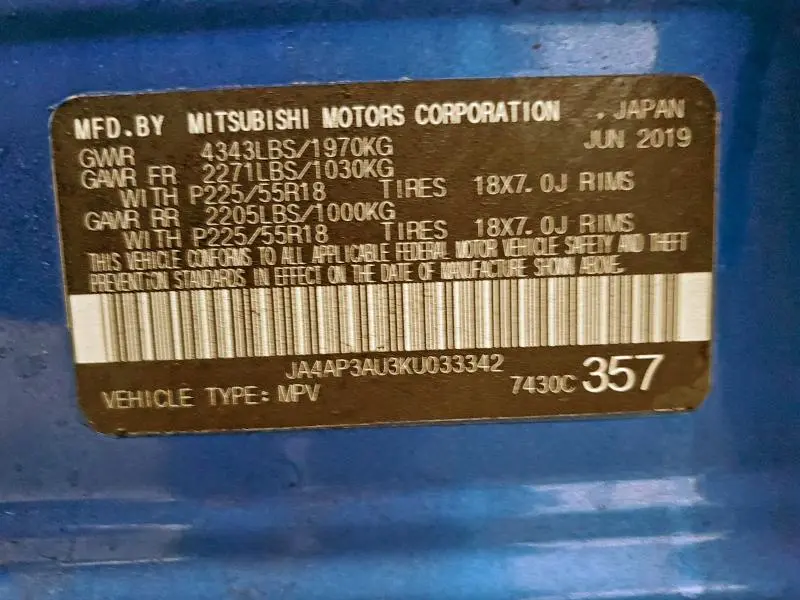 MFD.BY MITSUBISHI MOTORS CORPORATION , JAPAN
GVWR 4343LBS/1970KG JUN 2019
GAWR FR 2271LBS/1030KG
WITH P225/55R18 TIRES 18X7.0J RIMS
GAWR RR 2205LBS/1000KG
WITH P225/55R18 TIRES 18X7.0J RIMS
THIS VEHICLE CONFORMS TO ALL APPLICABLE FEDERAL MOTOR VEHICLE SAFETY AND THEFT
PREVENTION STANDARDS IN EFFECT ON THE DATE OF MANUFACTURE SHOWN ABOVE.
JA4AP3AU3KU033342
VEHICLE TYPE: MPV 7430C 357